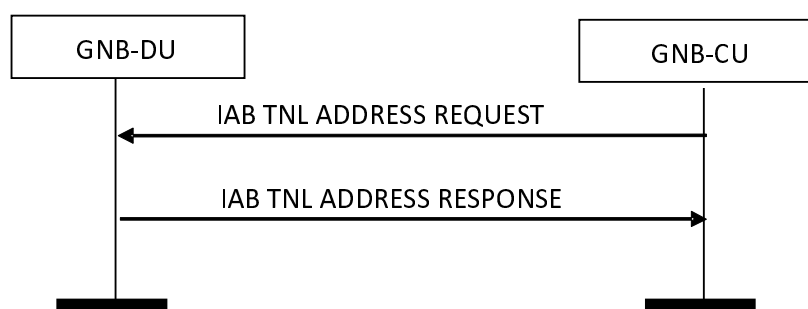 GNB-DU
GNB-CU
IAB TNL ADDRESS REQUEST
IAB TNL ADDRESS RESPONSE